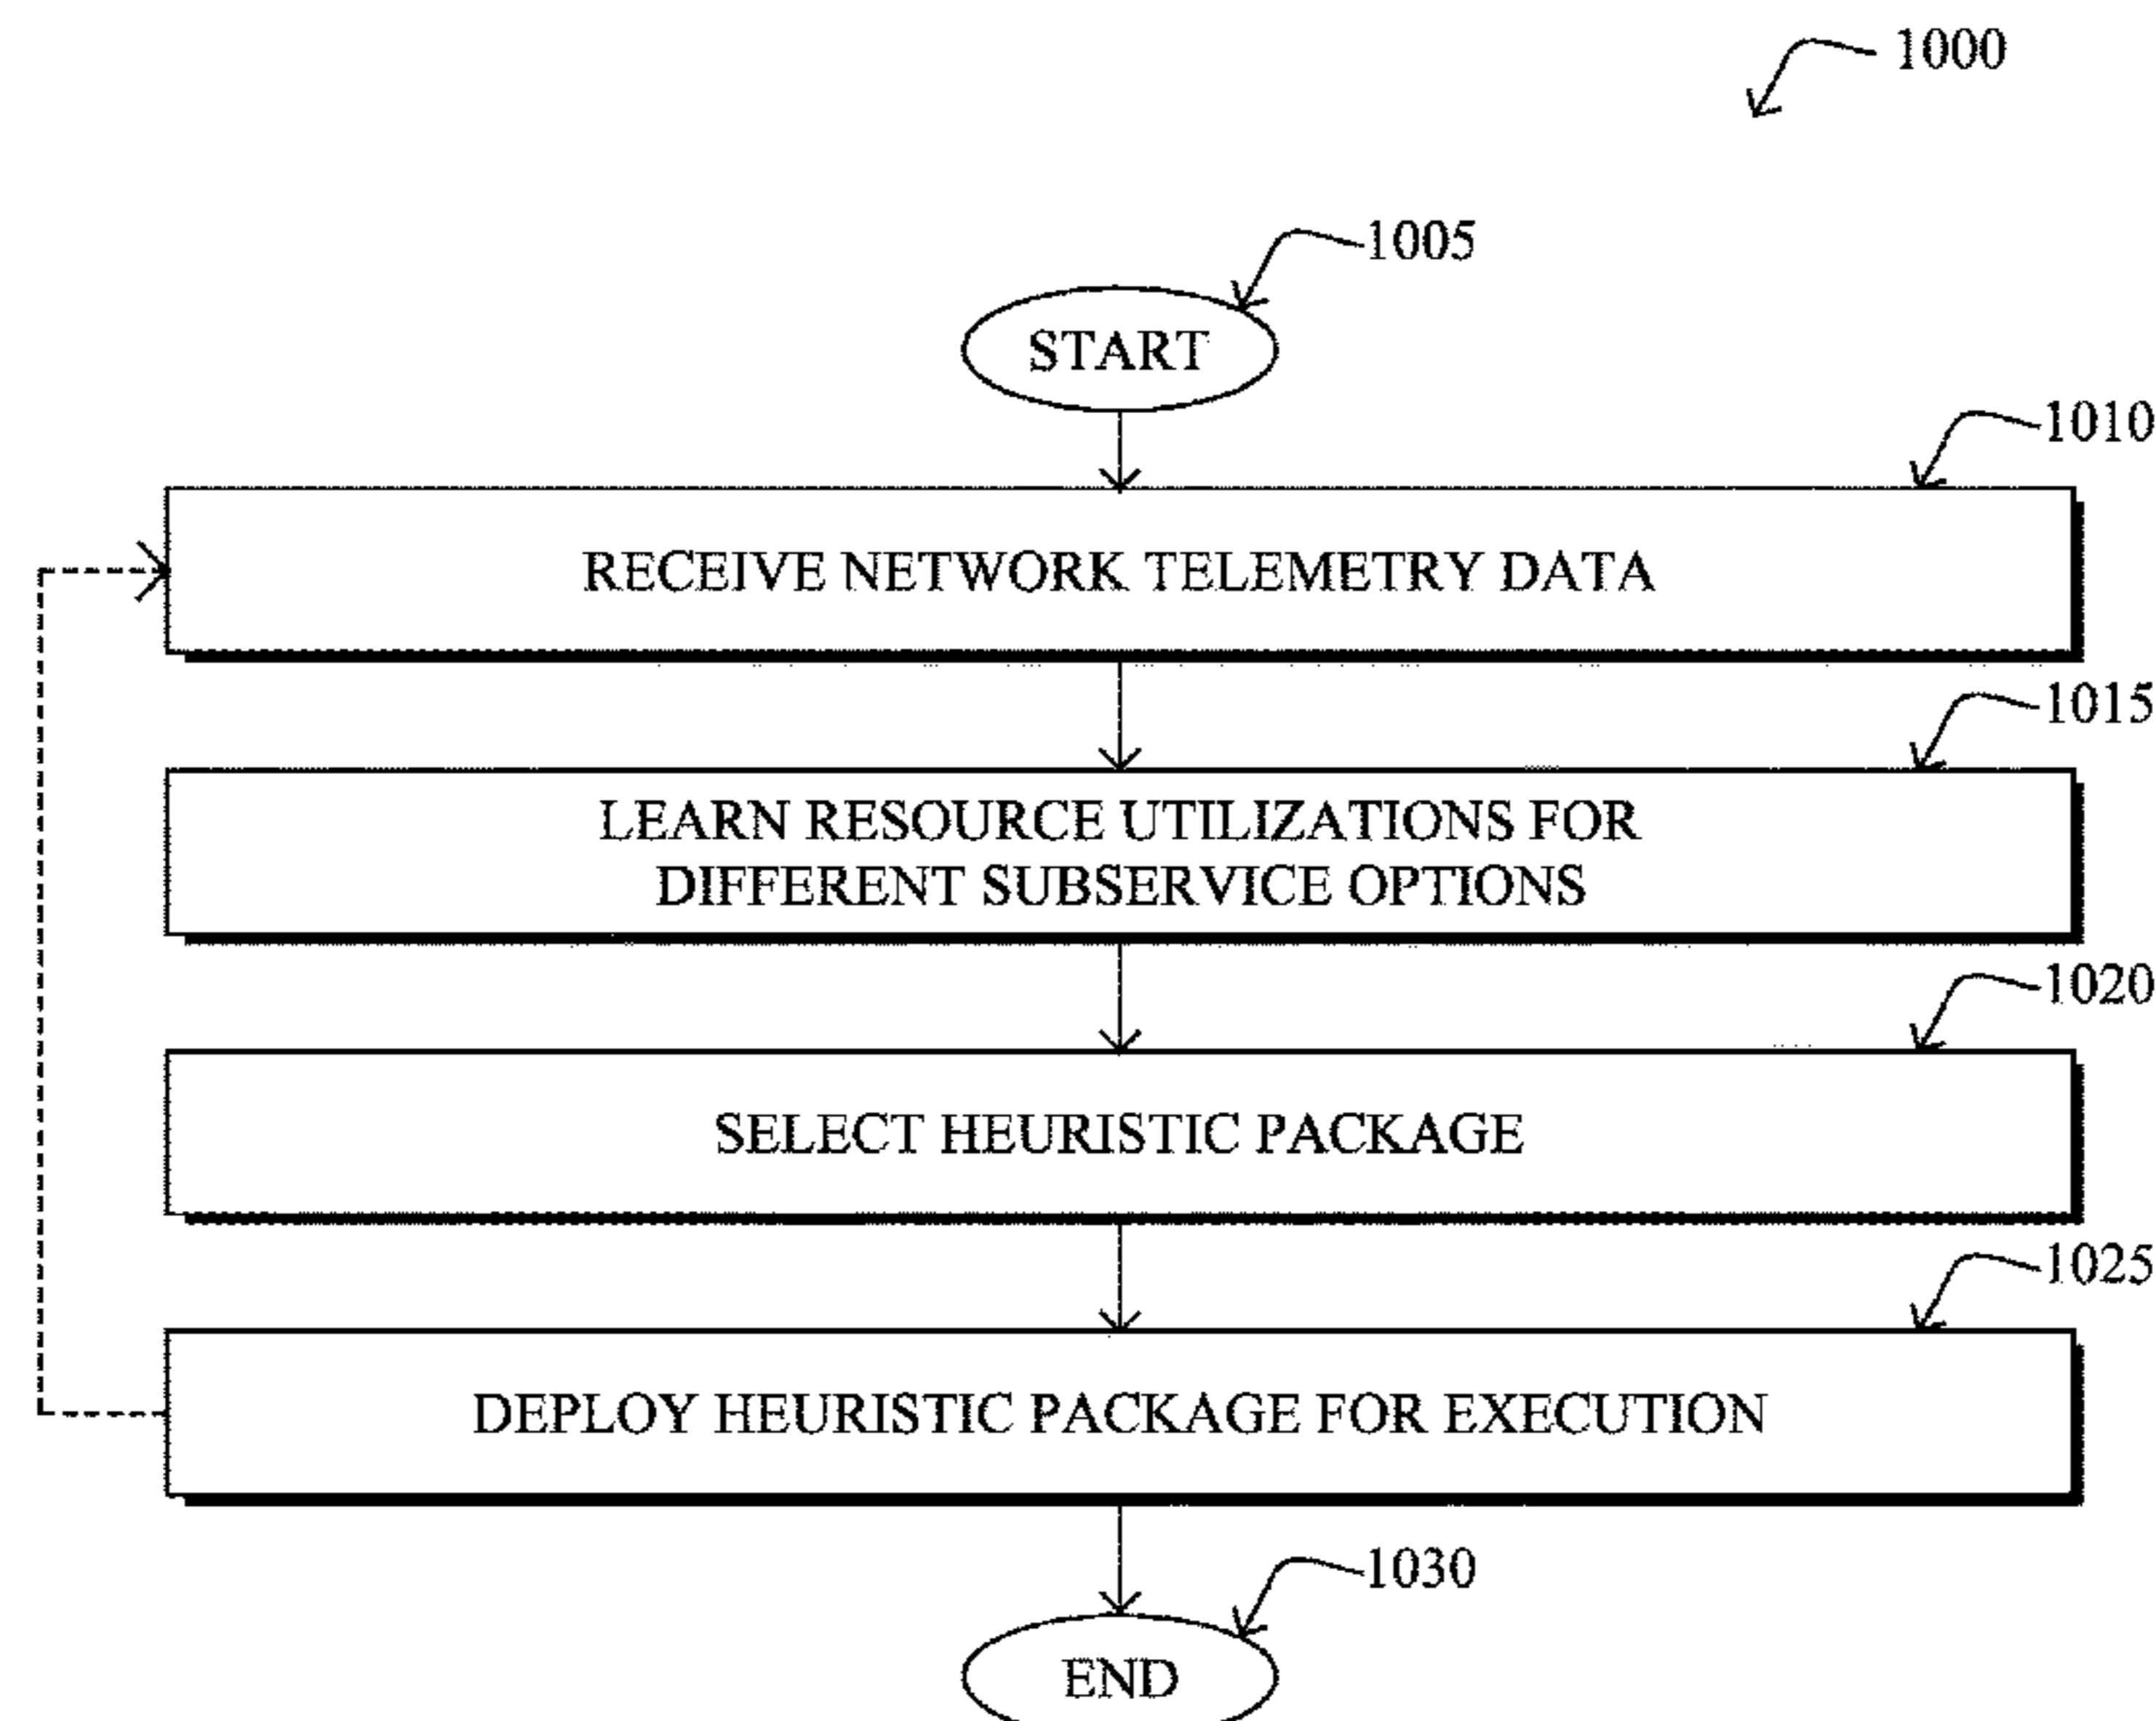 1000
1005
START
1010
RECEIVE NETWORK TELEMETRY DATA
1015
LEARN RESOURCE UTILIZATIONS FOR
DIFFERENT SUBSERVICE OPTIONS
1020
SELECT HEURISTIC PACKAGE
1025
DEPLOY HEURISTIC PACKAGE FOR EXECUTION
1030
END